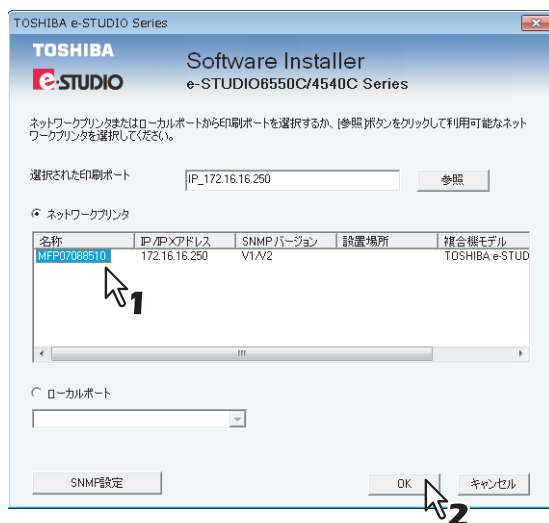 TOSHIBA e-STUDIO Series
TOSHIBA
e-STUDIO
Software Installer
e-STUDIO6550C/4540C Series
ネットワークプリンタまたはローカルポートから印刷ポートを選択するか、[参照]ボタンをクリックして利用可能なネット
ワークプリンタを選択してください。
選択された印刷ポート IP_172.16.16.250 参照
ネットワークプリンタ
名称 IP/IPXアドレス SNMPバージョン 設置場所 複合機モデル
MFP07088510 172.16.16.250 V1/V2 TOSHIBA e-STUD
1
ローカルポート
SNMP設定 OK キャンセル
2